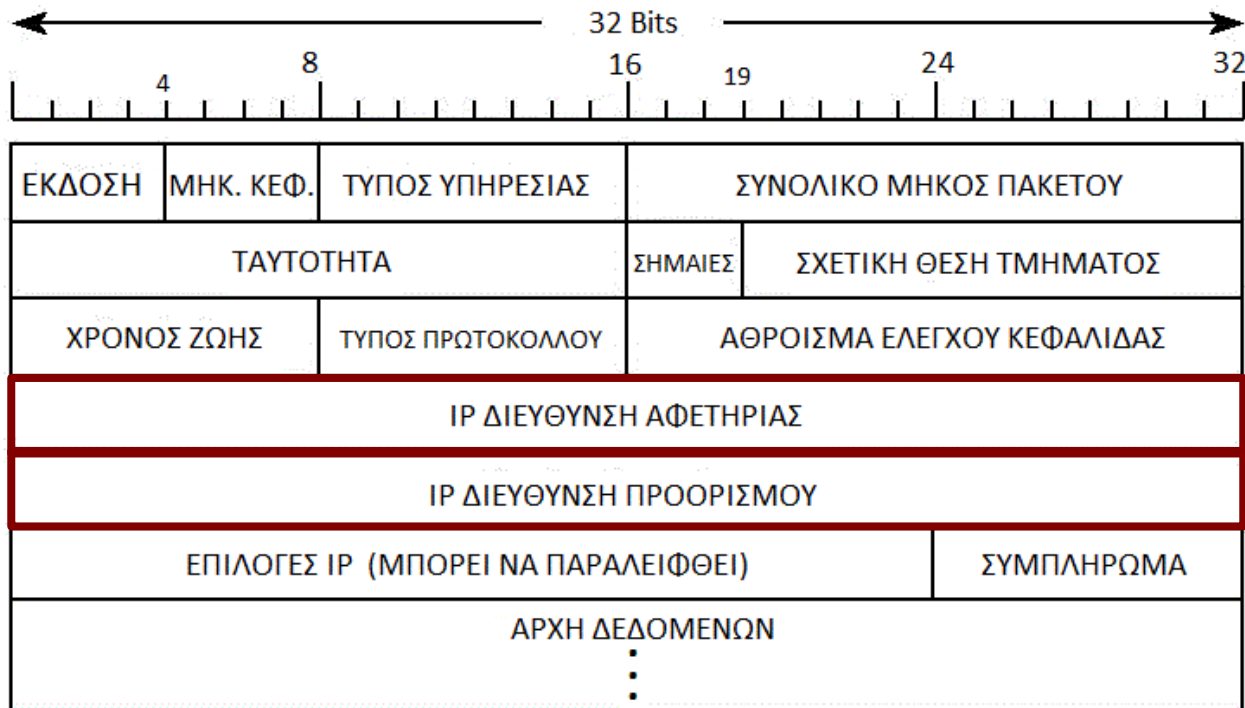 32 Bits
4 8 16 19 24 32
ΕΚΔΟΣΗ ΜΗΚ. ΚΕΦ. ΤΥΠΟΣ ΥΠΗΡΕΣΙΑΣ ΣΥΝΟΛΙΚΟ ΜΗΚΟΣ ΠΑΚΕΤΟΥ
ΤΑΥΤΟΤΗΤΑ ΣΗΜΑΙΕΣ ΣΧΕΤΙΚΗ ΘΕΣΗ ΤΜΗΜΑΤΟΣ
ΧΡΟΝΟΣ ΖΩΗΣ ΤΥΠΟΣ ΠΡΩΤΟΚΟΛΛΟΥ ΑΘΡΟΙΣΜΑ ΕΛΕΓΧΟΥ ΚΕΦΑΛΙΔΑΣ
IP ΔΙΕΥΘΥΝΣΗ ΑΦΕΤΗΡΙΑΣ
IP ΔΙΕΥΘΥΝΣΗ ΠΡΟΟΡΙΣΜΟΥ
ΕΠΙΛΟΓΕΣ IP (ΜΠΟΡΕΙ ΝΑ ΠΑΡΑΛΕΙΦΘΕΙ) ΣΥΜΠΛΗΡΩΜΑ
ΑΡΧΗ ΔΕΔΟΜΕΝΩΝ